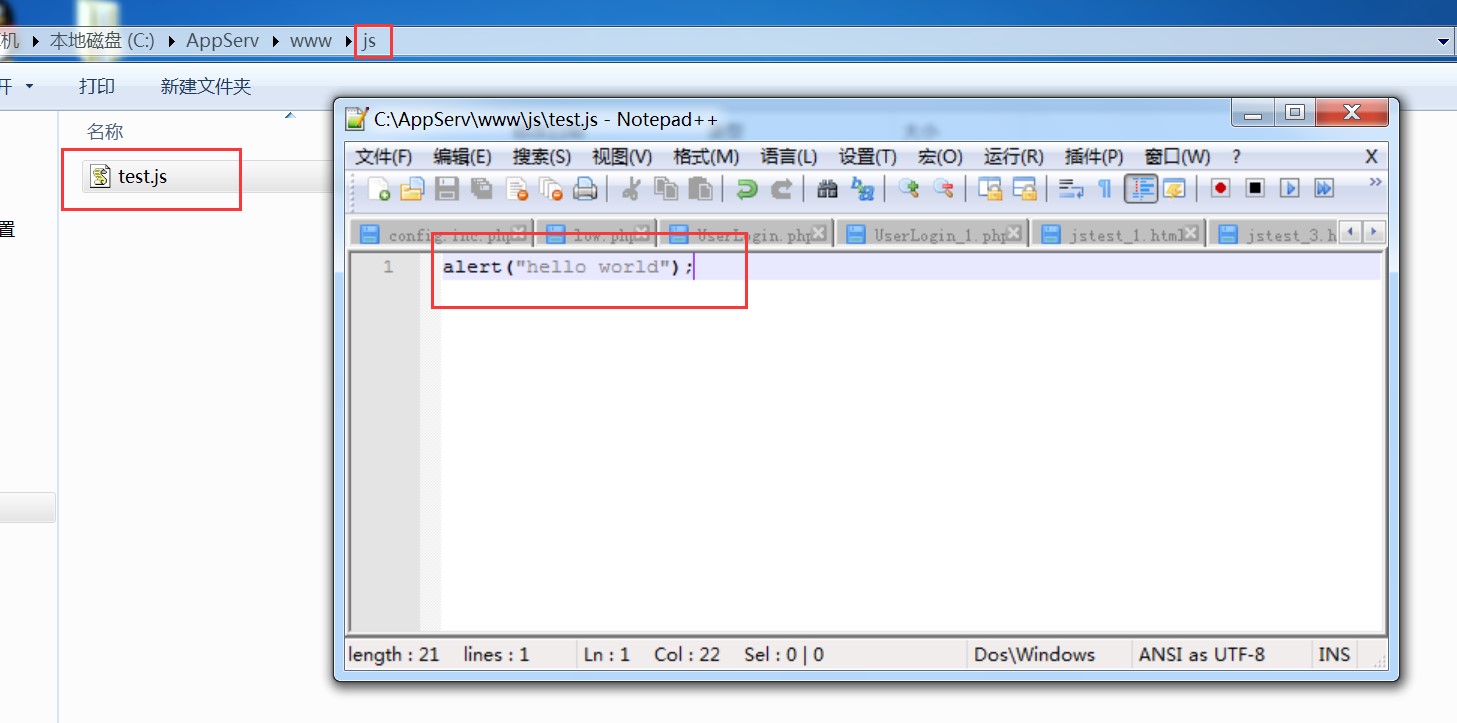 机 ▸ 本地磁盘 (C:) ▸ AppServ ▸ www ▸ js
开 打印 新建文件夹
名称
test.js
置
C:\AppServ\www\js\test.js - Notepad++
文件(F) 编辑(E) 搜索(S) 视图(V) 格式(M) 语言(L) 设置(T) 宏(O) 运行(R) 插件(P) 窗口(W) ? X
config.inc.php low.php UserLogin.php UserLogin_1.php jstest_1.html jstest_3.h
1 alert("hello world");
length : 21 lines : 1 Ln : 1 Col : 22 Sel : 0 | 0 Dos\Windows ANSI as UTF-8 INS